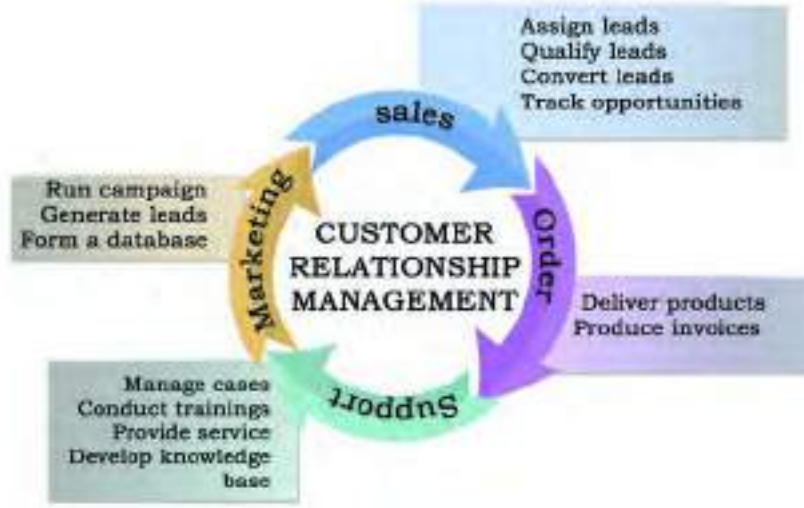 Assign leads
Qualify leads
Convert leads
Track opportunities
sales
Run campaign
Generate leads
Form a database
Marketing
CUSTOMER
RELATIONSHIP
MANAGEMENT
Order
Deliver products
Produce invoices
Support
Manage cases
Conduct trainings
Provide service
Develop knowledge
base